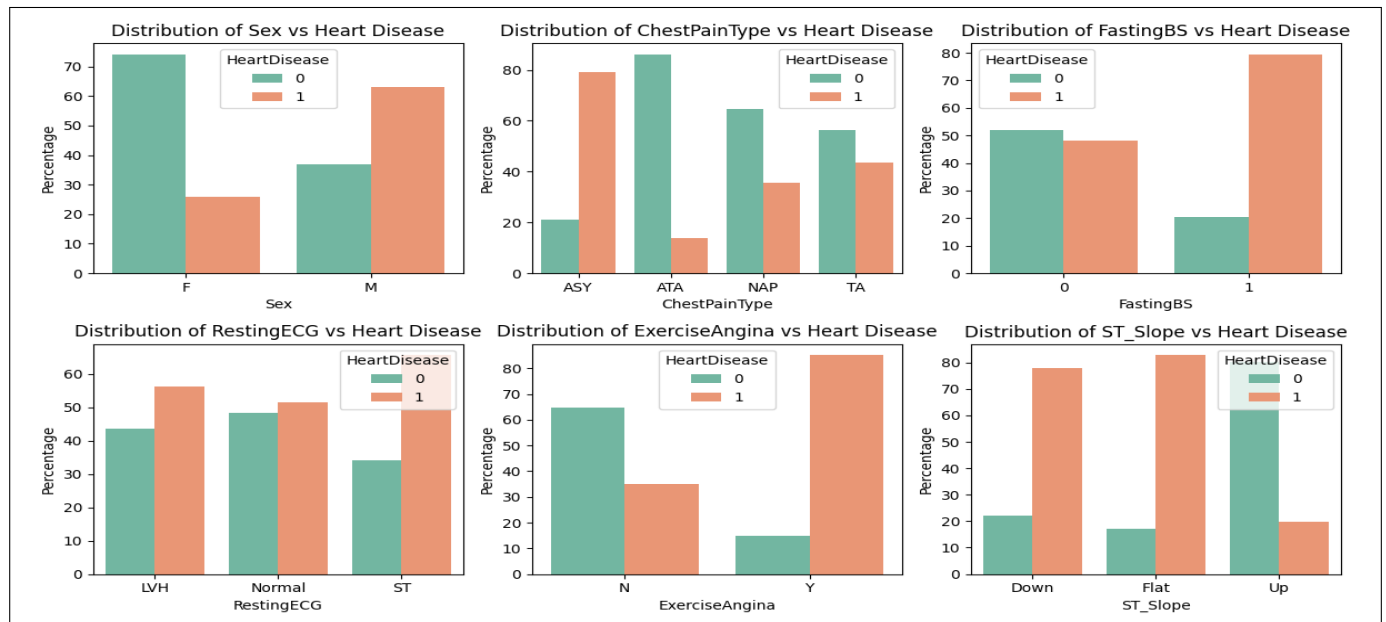 Distribution of Sex vs Heart Disease
Percentage
70
60
50
40
30
20
10
0
HeartDisease
0
1
F
M
Sex
Distribution of ChestPainType vs Heart Disease
Percentage
80
60
40
20
0
HeartDisease
0
1
ASY
ATA
NAP
TA
ChestPainType
Distribution of FastingBS vs Heart Disease
Percentage
80
70
60
50
40
30
20
10
0
HeartDisease
0
1
0
1
FastingBS
Distribution of RestingECG vs Heart Disease
Percentage
60
50
40
30
20
10
0
HeartDisease
0
1
LVH
Normal
ST
RestingECG
Distribution of ExerciseAngina vs Heart Disease
Percentage
80
70
60
50
40
30
20
10
0
HeartDisease
0
1
N
Y
ExerciseAngina
Distribution of ST_Slope vs Heart Disease
Percentage
80
70
60
50
40
30
20
10
0
HeartDisease
0
1
Down
Flat
Up
ST_Slope